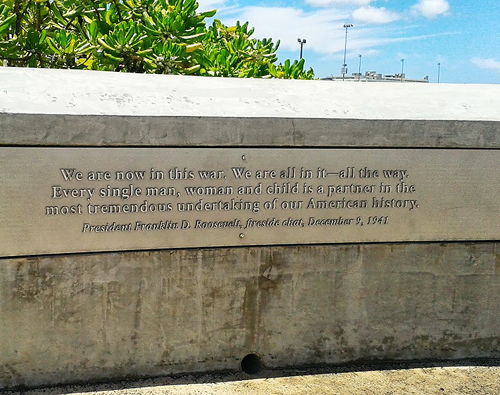 We are now in this war. We are all in it—all the way.
Every single man, woman and child is a partner in the
most tremendous undertaking of our American history.
President Franklin D. Roosevelt, fireside chat, December 9, 1941